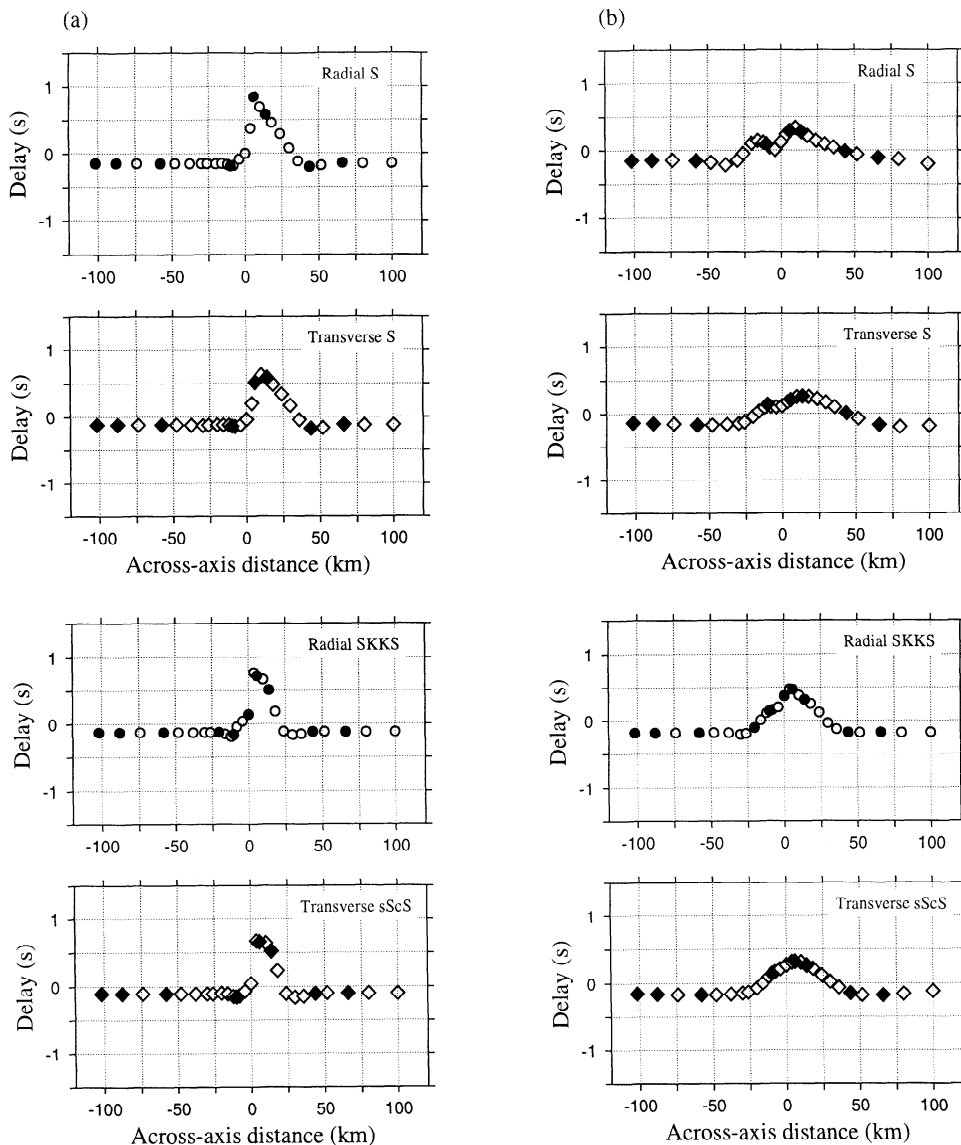 (a)
Radial S
Delay (s)
1
0
-1
-100 -50 0 50 100
Transverse S
Delay (s)
1
0
-1
-100 -50 0 50 100
Across-axis distance (km)
Radial SKKS
Delay (s)
1
0
-1
-100 -50 0 50 100
Transverse sScS
Delay (s)
1
0
-1
-100 -50 0 50 100
Across-axis distance (km)
(b)
Radial S
Delay (s)
1
0
-1
-100 -50 0 50 100
Transverse S
Delay (s)
1
0
-1
-100 -50 0 50 100
Across-axis distance (km)
Radial SKKS
Delay (s)
1
0
-1
-100 -50 0 50 100
Transverse sScS
Delay (s)
1
0
-1
-100 -50 0 50 100
Across-axis distance (km)